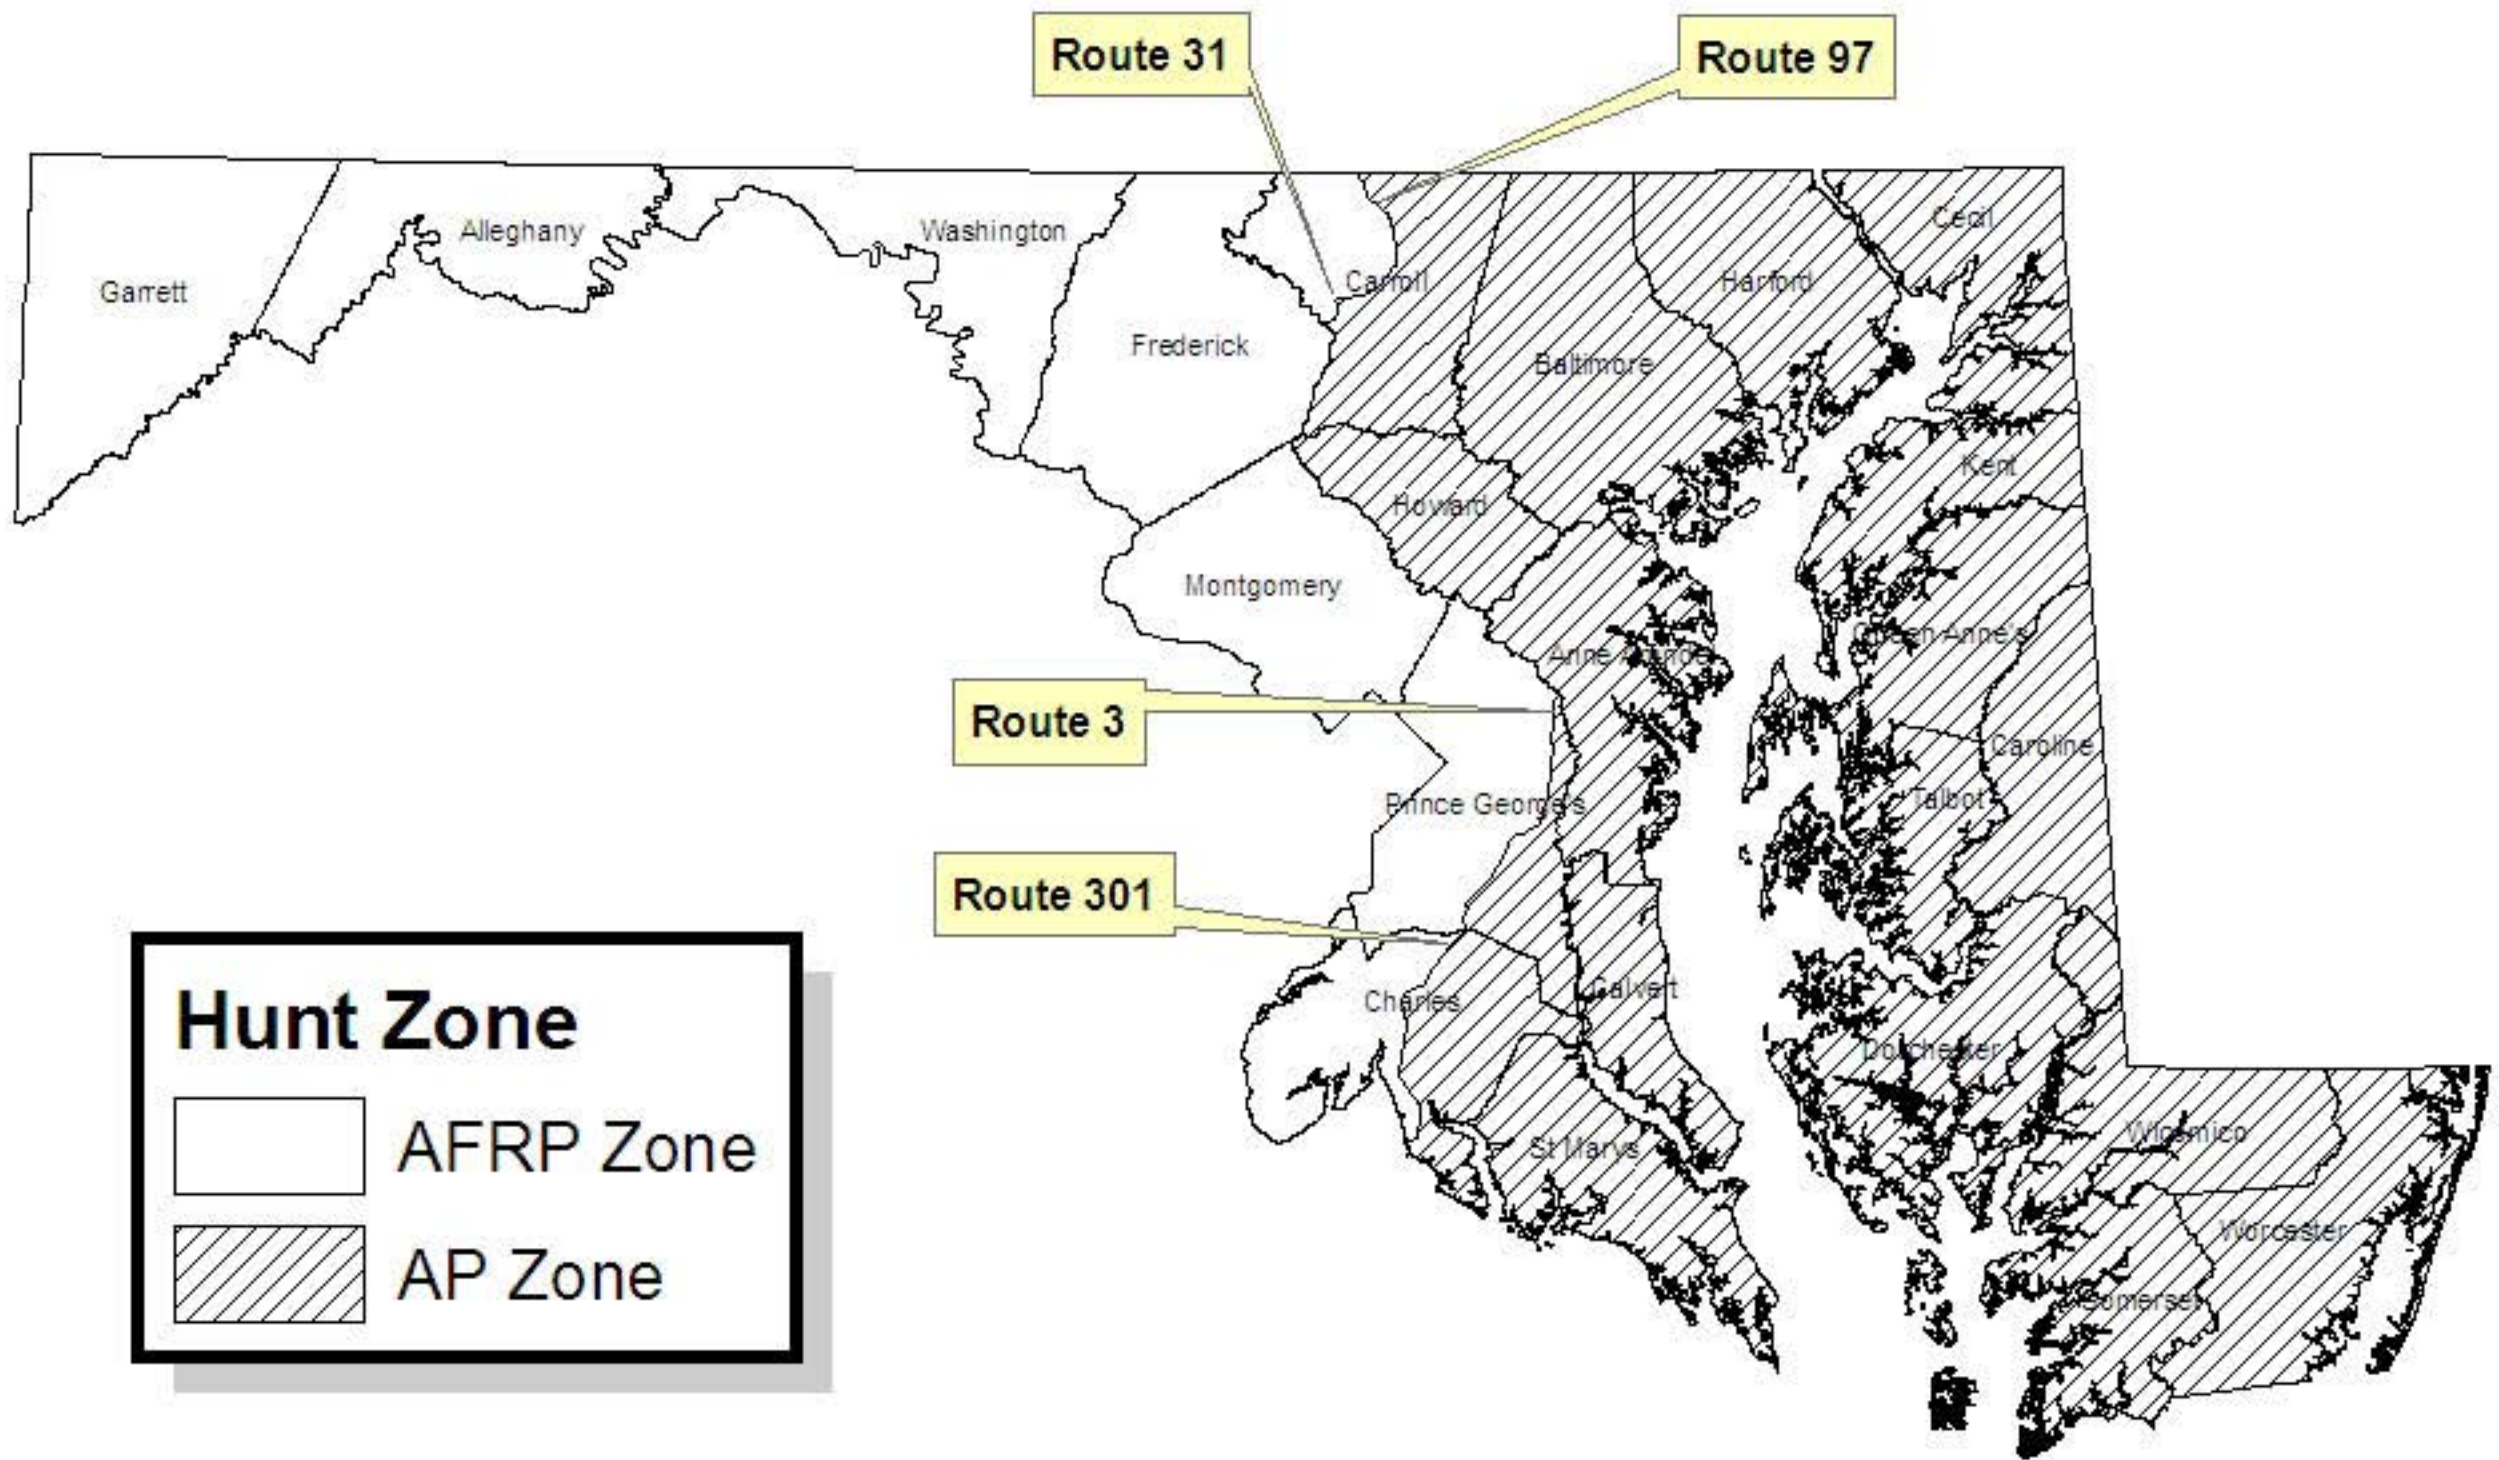 Route 31
Route 97
Cecil
Alleghany
Washington
Garrett
Carroll
Harford
Frederick
Baltimore
Kent
Howard
Montgomery
Queen Anne's
Anne Arundel
Route 3
Caroline
Talbot
Prince George's
Route 301
Calvert
Charles
Hunt Zone
Dorchester
AFRP Zone
Wicomico
St Marys
Worcester
AP Zone
Somerset